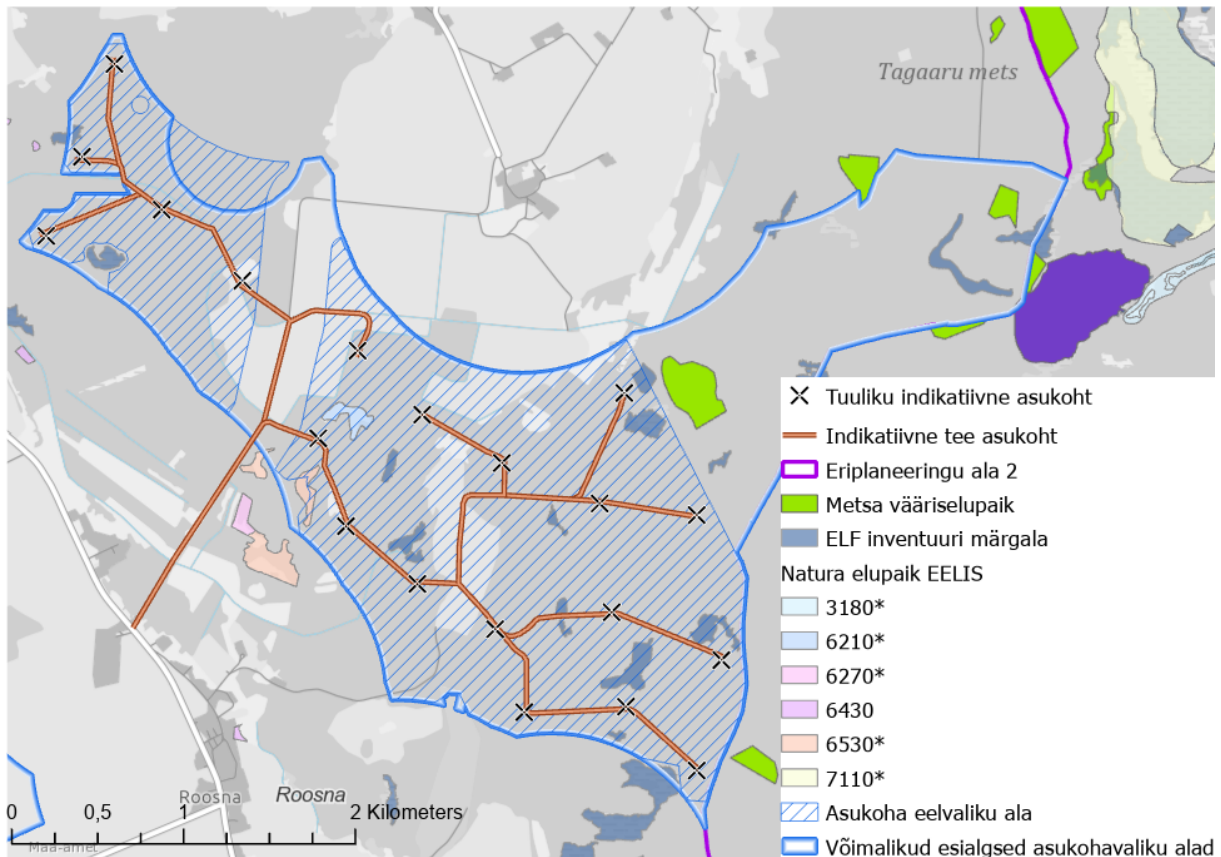 Tagaaru mets
Tuuliku indikatiivne asukoht
Indikatiivne tee asukoht
Eriplaneeringu ala 2
Metsa vääriselupaik
ELF inventuuri märgala
Natura elupaik EELIS
3180*
6210*
6270*
6430
6530*
7110*
Asukoha eelvaliku ala
Võimalikud esialgsed asukohavaliku alad
Roosna
Roosna
0 0,5 1 2 Kilometers
Maa-amet